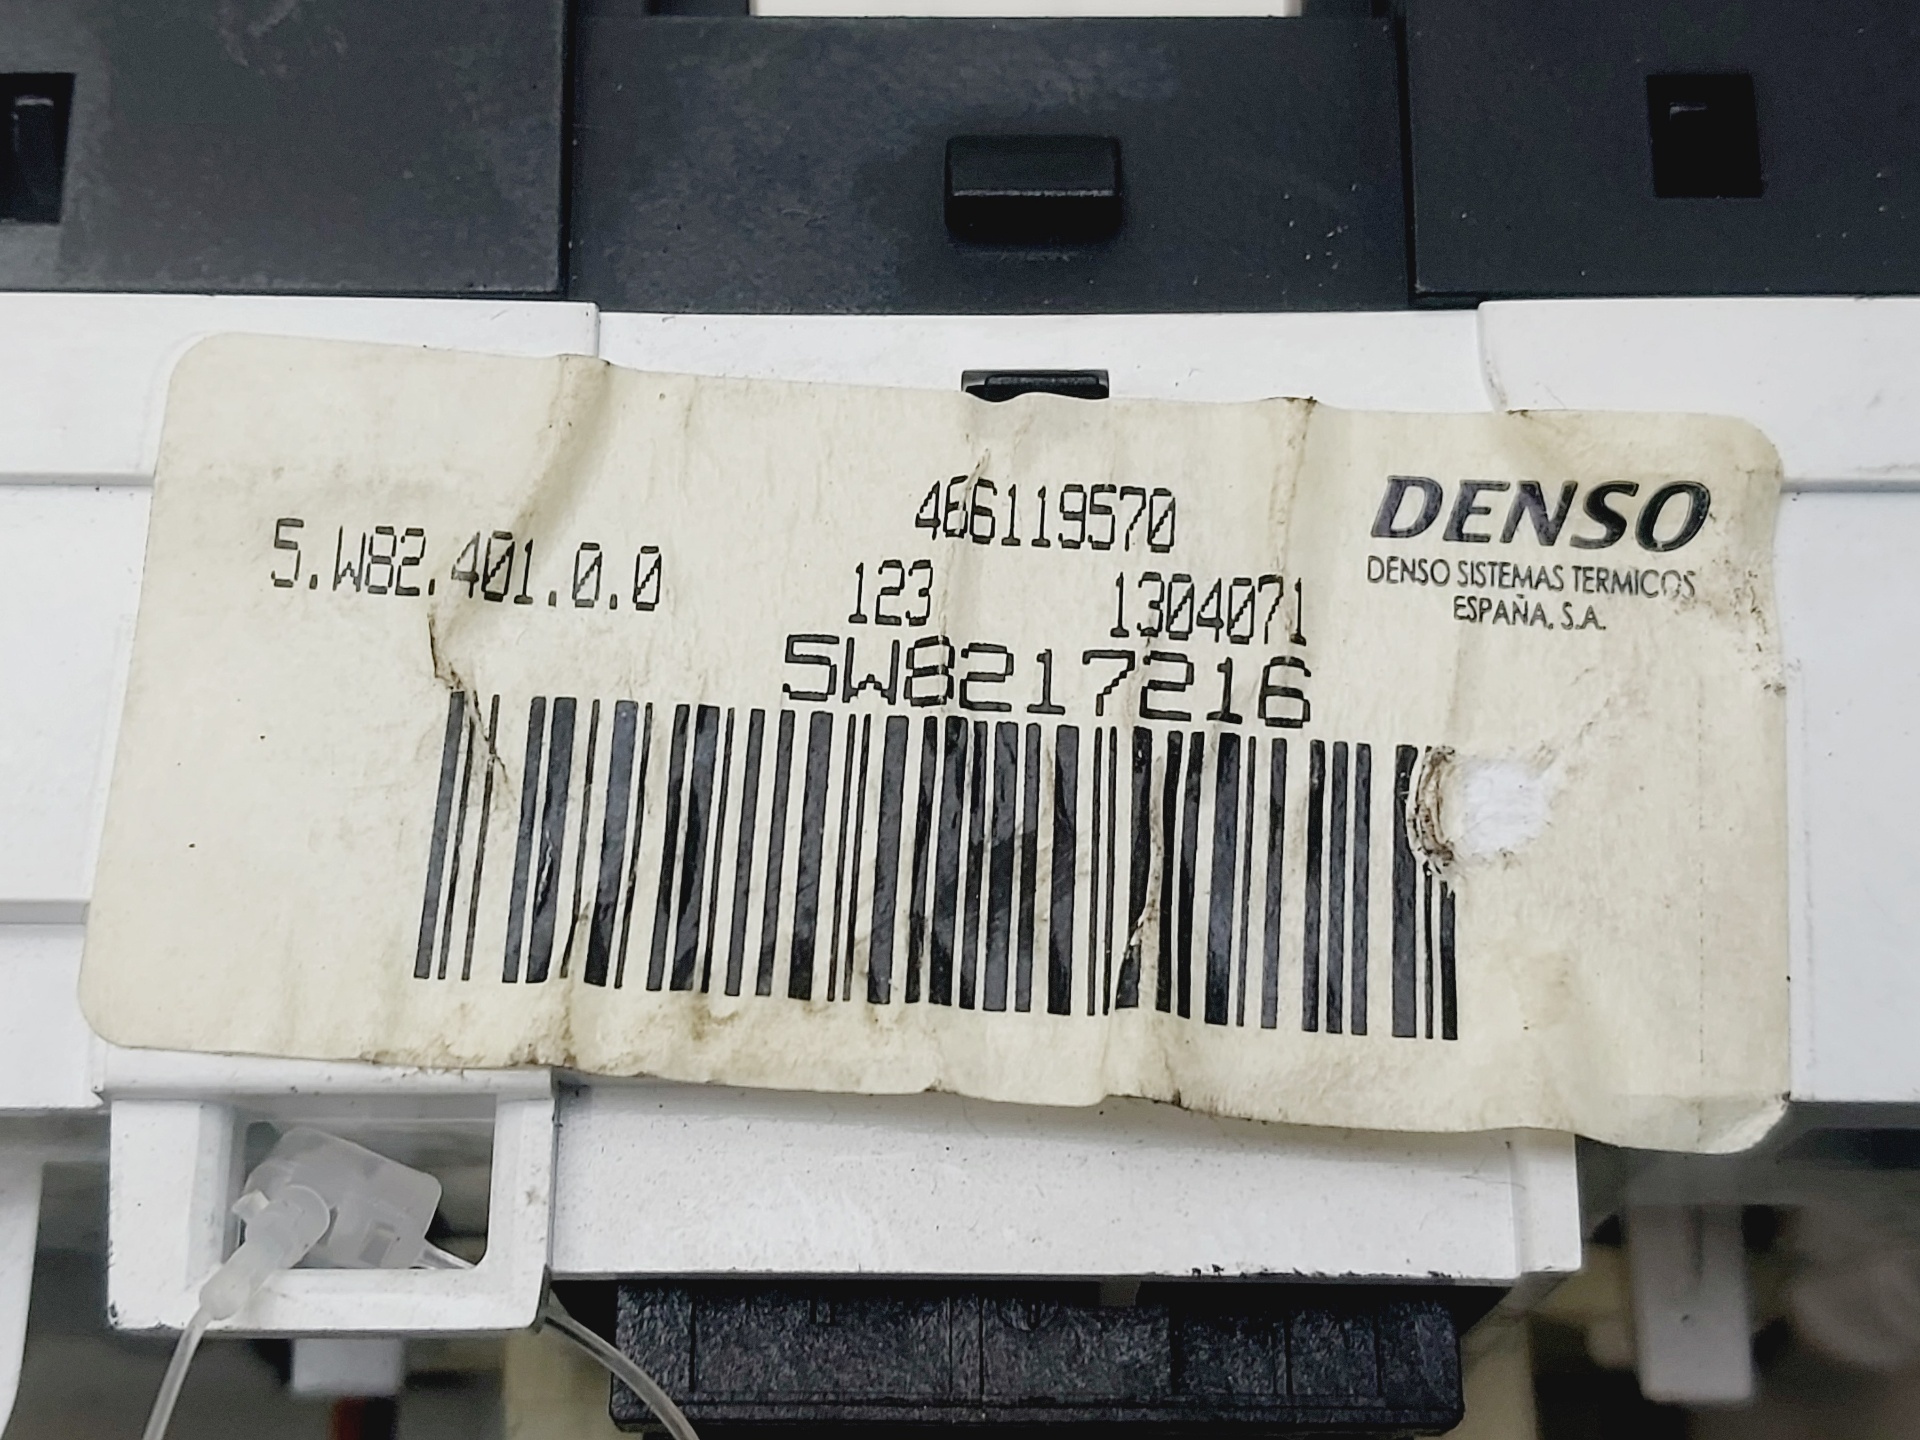 466119570
DENSO
5.W82.401.0.0
123 1304071
DENSO SISTEMAS TERMICOS
ESPAÑA, S.A.
5W8217216